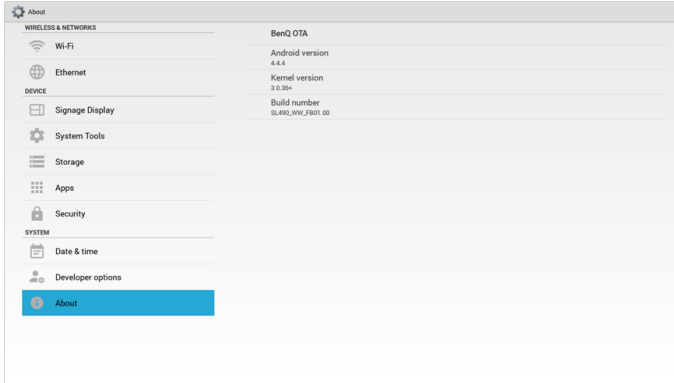 About
WIRELESS & NETWORKS
Wi-Fi
Ethernet
DEVICE
Signage Display
System Tools
Storage
Apps
Security
SYSTEM
Date & time
Developer options
About
BenQ OTA
Android version
4.4.4
Kernel version
3.0.36+
Build number
SL490_WW_FB01.00